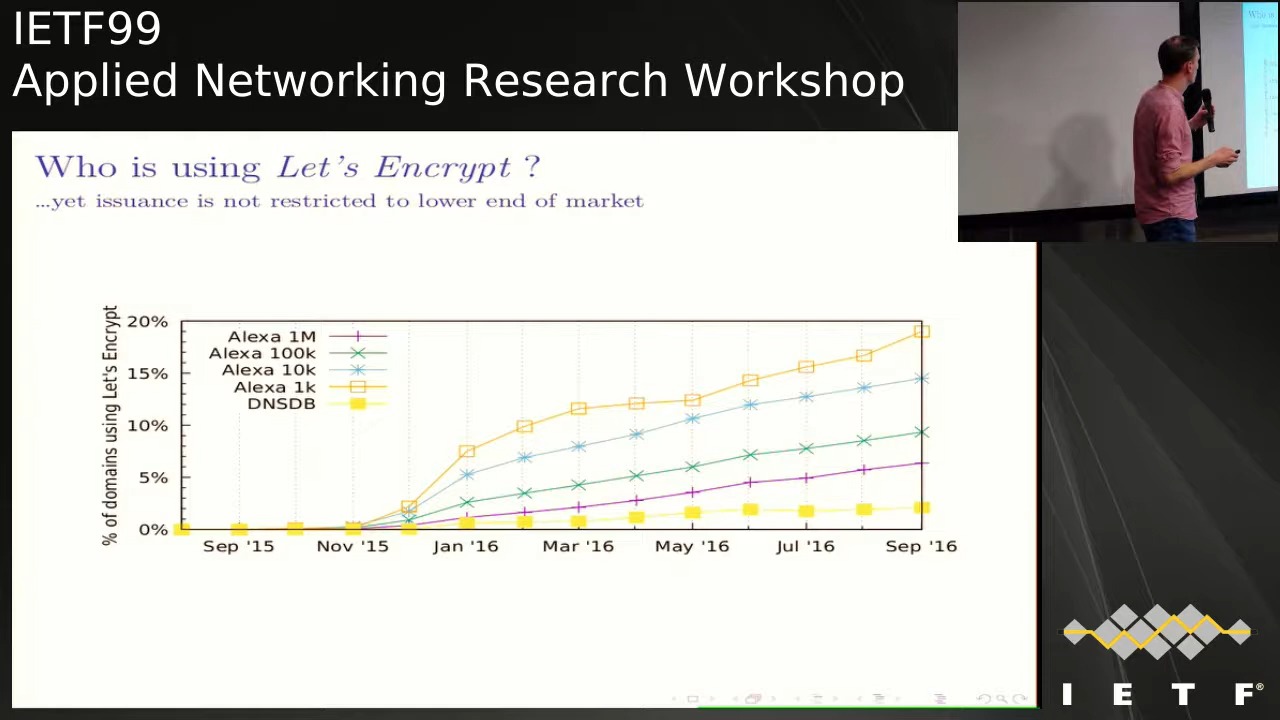 IETF99
Applied Networking Research Workshop
Who is using Let's Encrypt ?
...yet issuance is not restricted to lower end of market
% of domains using Let's Encrypt
20%
15%
10%
5%
0%
Alexa 1M
Alexa 100k
Alexa 10k
Alexa 1k
DNSDB
Sep '15
Nov '15
Jan '16
Mar '16
May '16
Jul '16
Sep '16
I E T F®